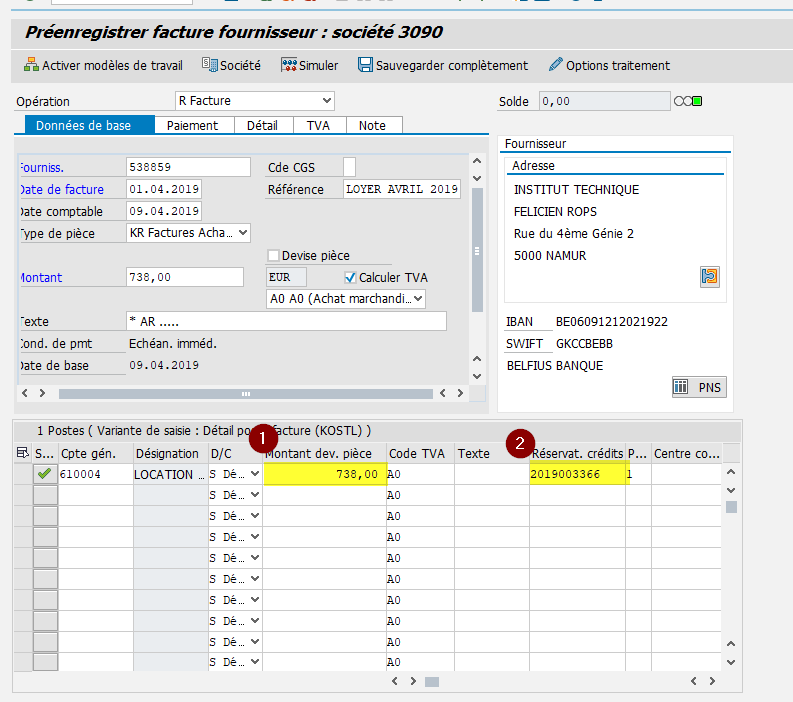 Préenregistrer facture fournisseur : société 3090
Activer modèles de travail Société Simuler Sauvegarder complètement Options traitement
Opération R Facture Solde 0,00
Données de base Paiement Détail TVA Note
Fournisseur
Adresse
INSTITUT TECHNIQUE
FELICIEN ROPS
Rue du 4ème Génie 2
5000 NAMUR
IBAN BE06091212021922
SWIFT GKCCBEBB
BELFIUS BANQUE
PNS
Fourniss. 538859 Cde CGS
Date de facture 01.04.2019 Référence LOYER AVRIL 2019
Date comptable 09.04.2019
Type de pièce KR Factures Acha...
Devise pièce
Montant 738,00 EUR Calculer TVA
A0 A0 (Achat marchandi...
Texte * AR .....
Cond. de pmt Echéan. imméd.
Date de base 09.04.2019
1 Postes ( Variante de saisie : Détail po facture (KOSTL) )
1 2
S... Cpte gén. Désignation D/C Montant dev. pièce Code TVA Texte Réservat. crédits P... Centre co...
610004 LOCATION ... S Dé... 738,00 A0 2019003366 1
S Dé... A0
S Dé... A0
S Dé... A0
S Dé... A0
S Dé... A0
S Dé... A0
S Dé... A0
S Dé... A0
S Dé... A0